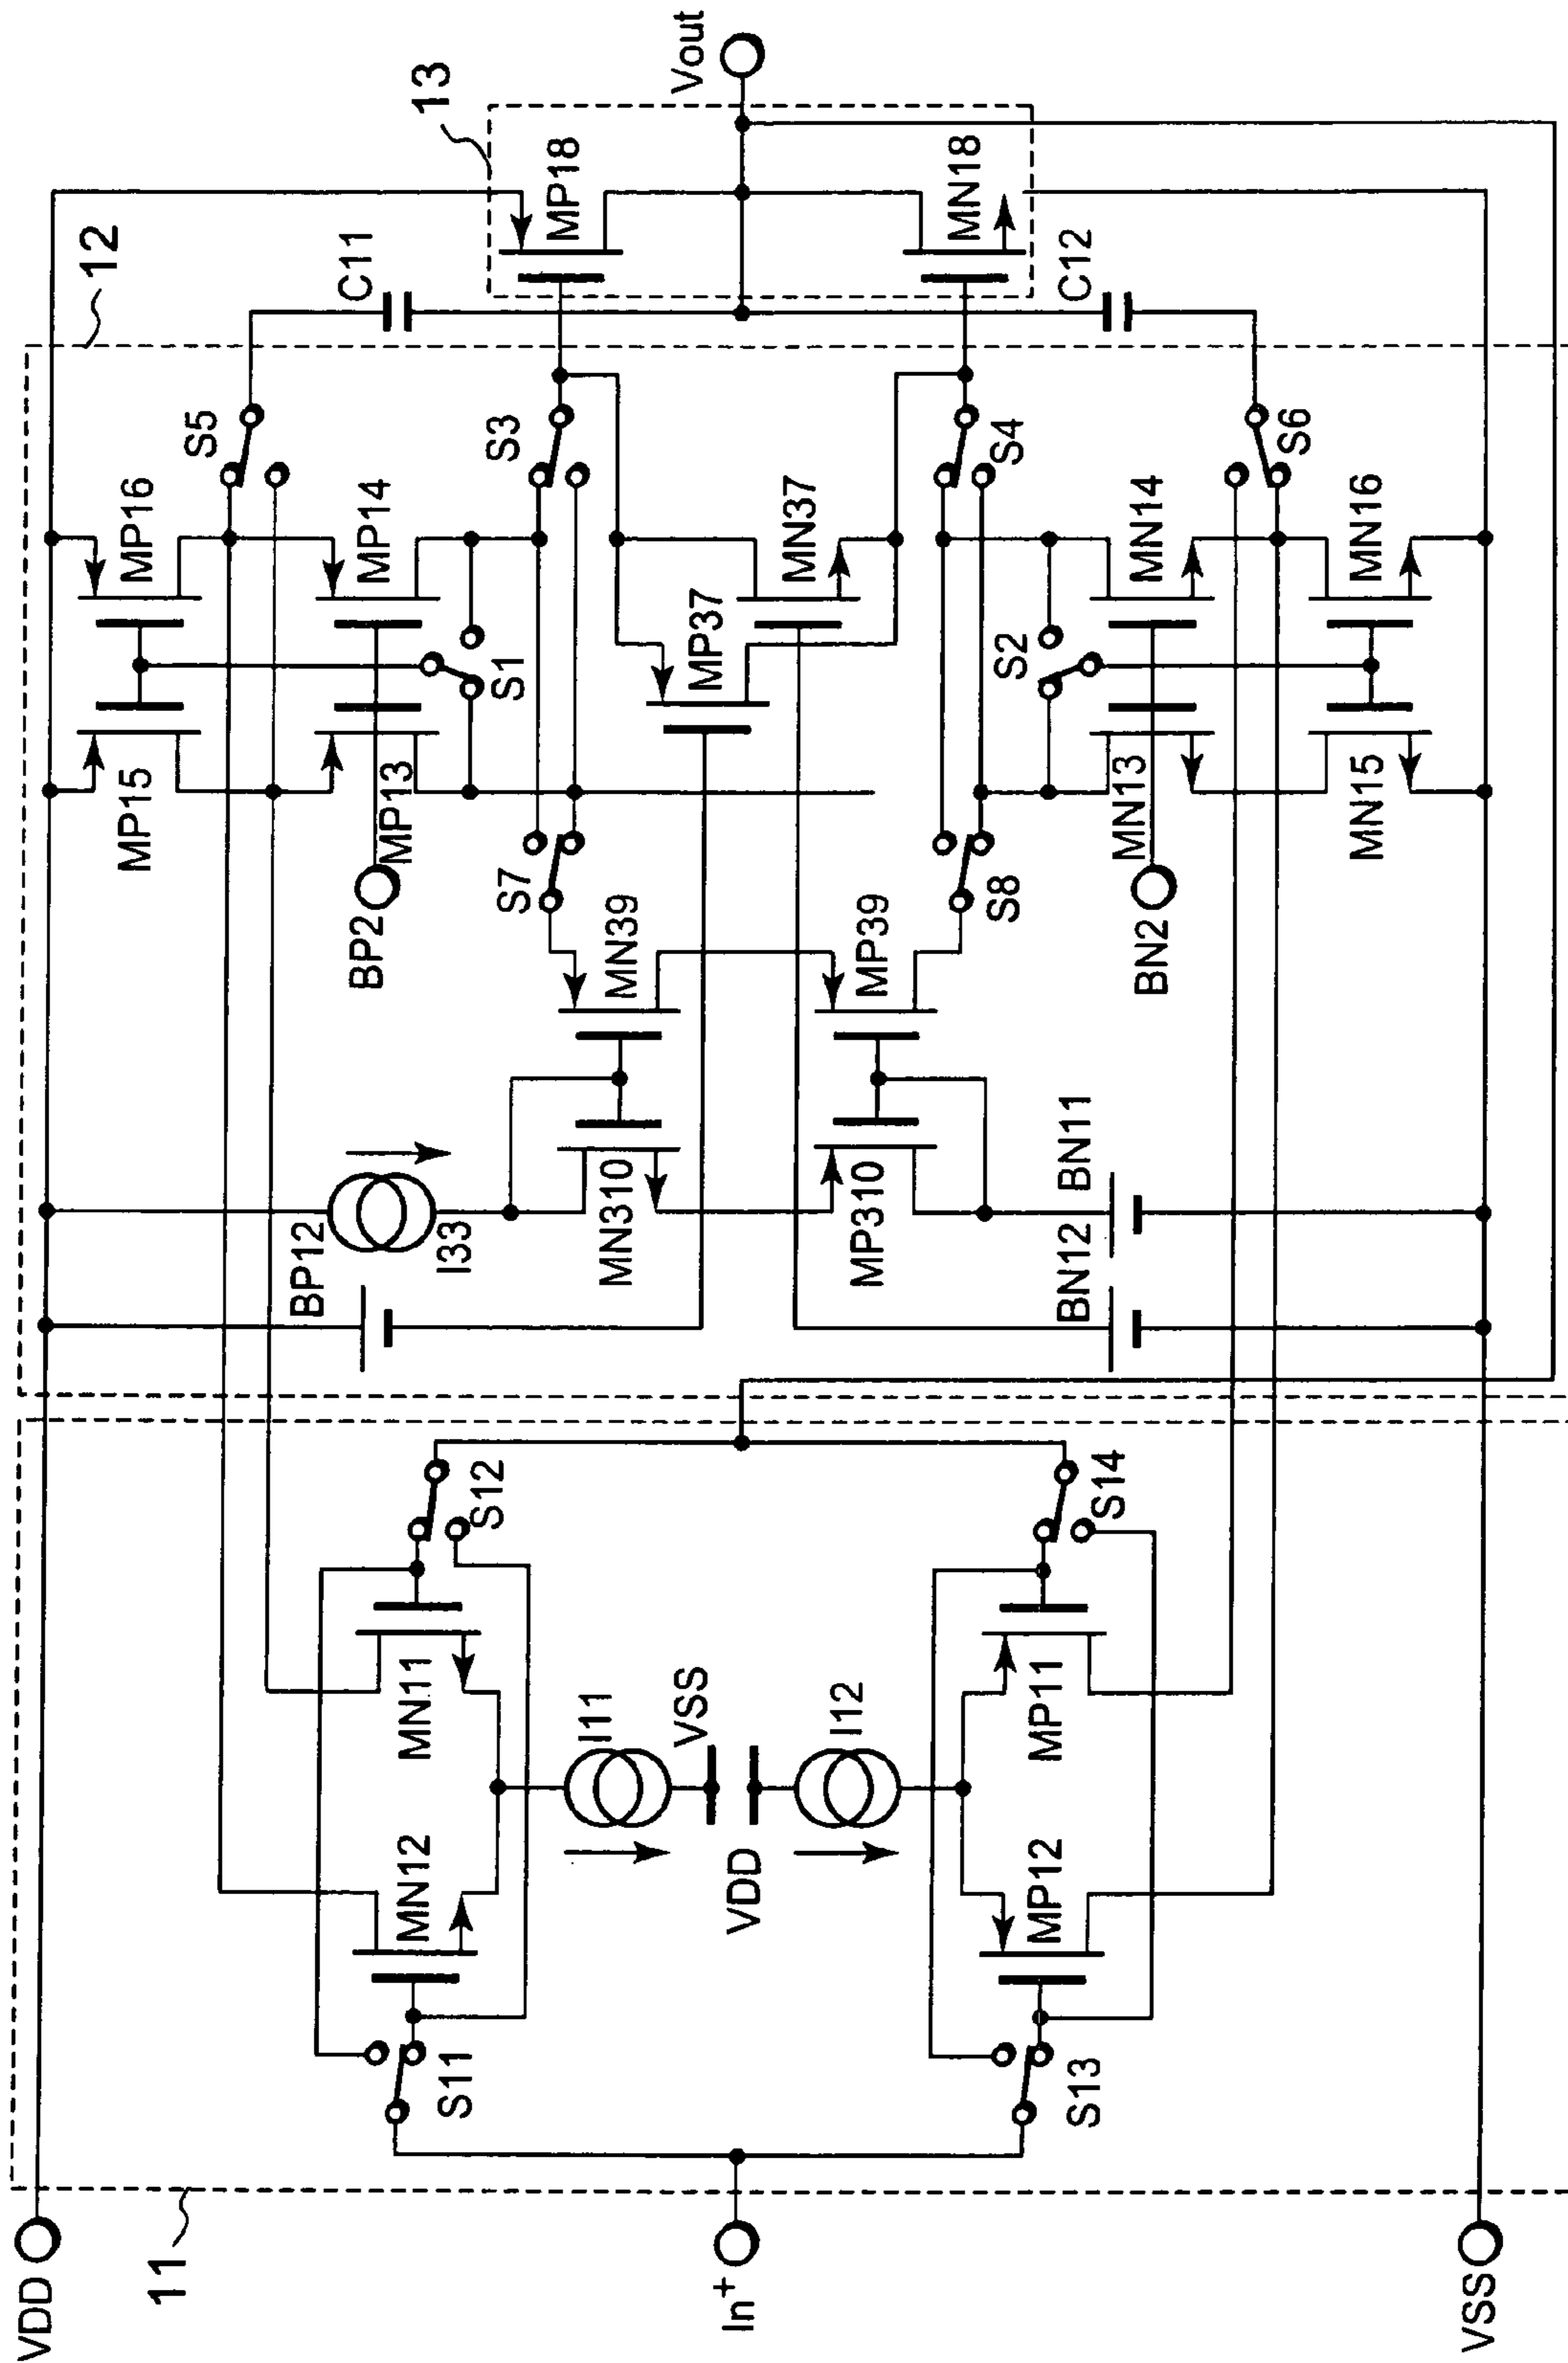 VDD
11
In+
VSS
S11
MN12
MN11
S12
I11
VSS
VDD
I12
MP12
MP11
S13
S14
12
BP12
I33
MN310
MN39
MP310
MP39
BN12
BN11
MP15
MP16
BP2
MP13
MP14
S1
S5
S7
S3
MP37
MN37
S8
S4
S2
BN2
MN13
MN14
MN15
MN16
S6
C11
C12
13
MP18
MN18
Vout